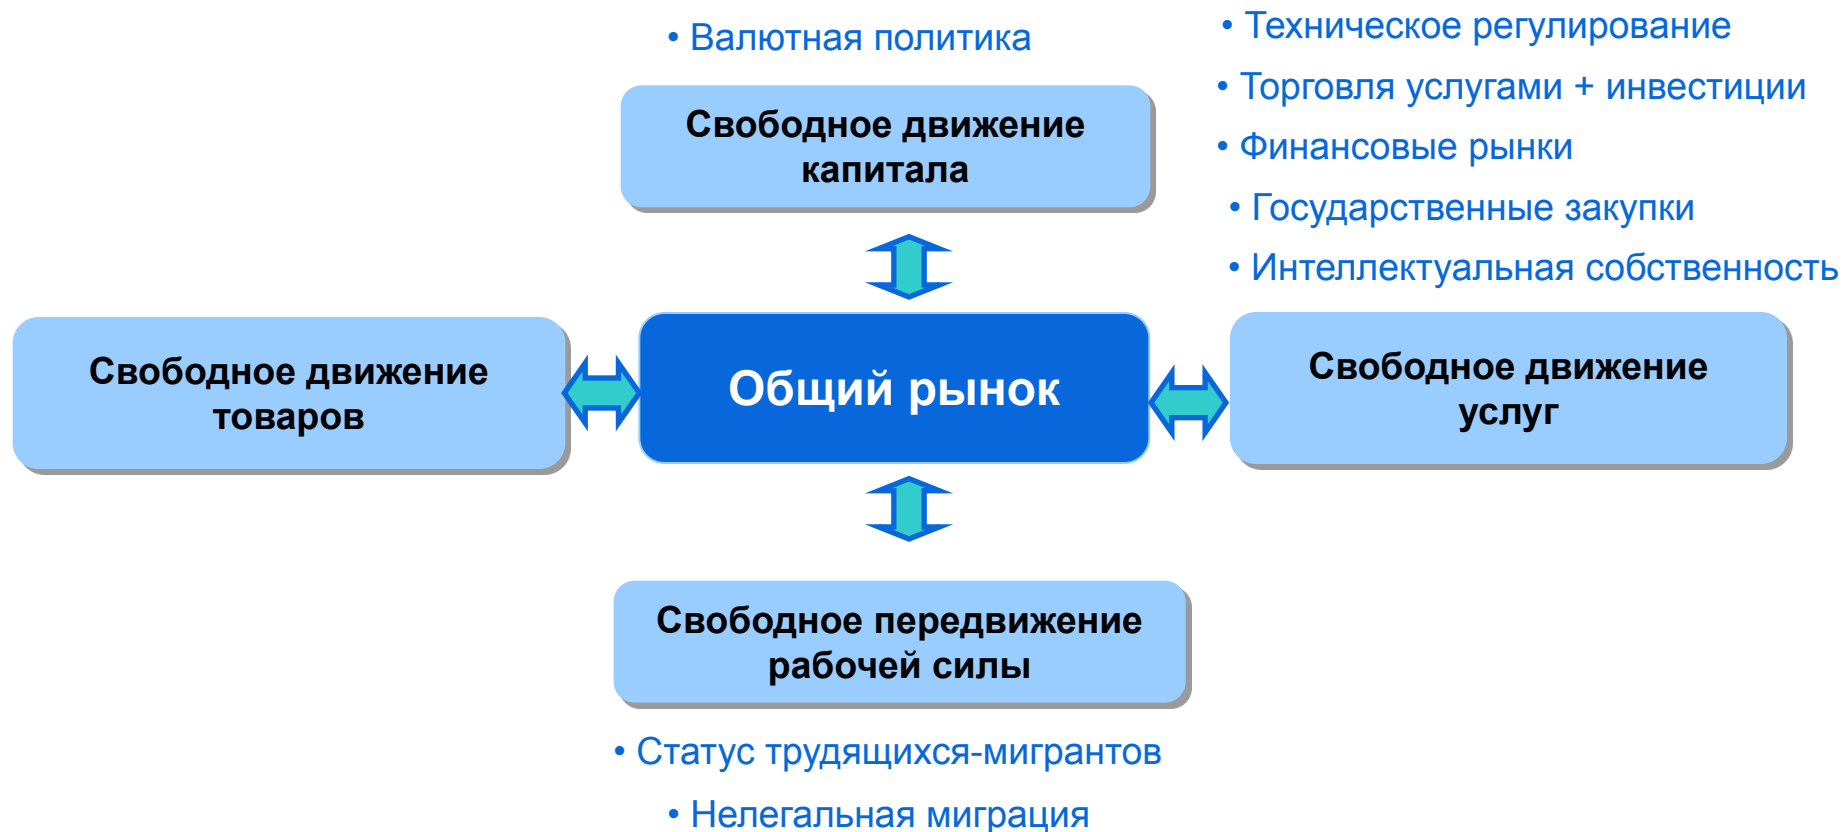 • Валютная политика
Свободное движение
капитала
• Техническое регулирование
• Торговля услугами + инвестиции
• Финансовые рынки
• Государственные закупки
• Интеллектуальная собственность
Свободное движение
товаров
Общий рынок
Свободное движение
услуг
Свободное передвижение
рабочей силы
• Статус трудящихся-мигрантов
• Нелегальная миграция